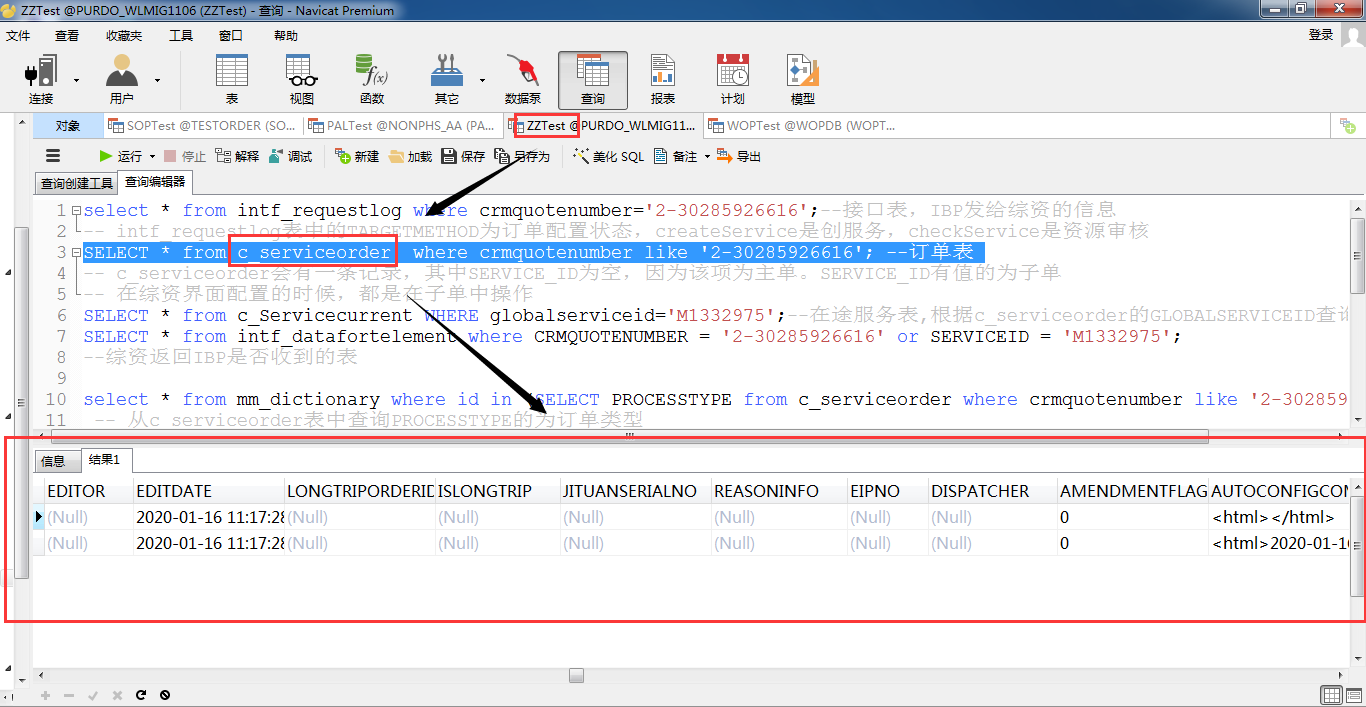 ZZTest @PURDO_WLMIG1106 (ZZTest) - 查询 - Navicat Premium
文件 查看 收藏夹 工具 窗口 帮助 登录
连接 用户 表 视图 函数 其它 数据泵 查询 报表 计划 模型
对象 SOPTest @TESTORDER (SO... PALTest @NONPHS_AA (PA... ZZTest @PURDO_WLMIG11... WOPTest @WOPDB (WOPT...
运行 停止 解释 调试 新建 加载 保存 另存为 美化 SQL 备注 导出
查询创建工具 查询编辑器
1 select * from intf_requestlog where crmquotenumber='2-30285926616';--接口表，IBP发给综资的信息
2 -- intf_requestlog表中的TARGETMETHOD为订单配置状态，createService是创服务，checkService是资源审核
3 SELECT * from c_serviceorder where crmquotenumber like '2-30285926616'; --订单表
4 -- c_serviceorder会有一条记录，其中SERVICE_ID为空，因为该项为主单。SERVICE_ID有值的为子单
5 -- 在综资界面配置的时候，都是在子单中操作
6 SELECT * from c_Servicecurrent WHERE globalserviceid='M1332975';--在途服务表,根据c_serviceorder的GLOBALSERVICEID查询
7 SELECT * from intf_datafortelement where CRMQUOTENUMBER = '2-30285926616' or SERVICEID = 'M1332975';
8 --综资返回IBP是否收到的表
9
10 select * from mm_dictionary where id in (SELECT PROCESSTYPE from c_serviceorder where crmquotenumber like '2-302859
11 -- 从c_serviceorder表中查询PROCESSTYPE的为订单类型
信息 结果1
EDITOR EDITDATE LONGTRIPORDERID ISLONGTRIP JITUANSERIALNO REASONINFO EIPNO DISPATCHER AMENDMENTFLAG AUTOCONFIGCON
(Null) 2020-01-16 11:17:28 (Null) (Null) (Null) (Null) (Null) (Null) 0 <html></html>
(Null) 2020-01-16 11:17:28 (Null) (Null) (Null) (Null) (Null) (Null) 0 <html>2020-01-16